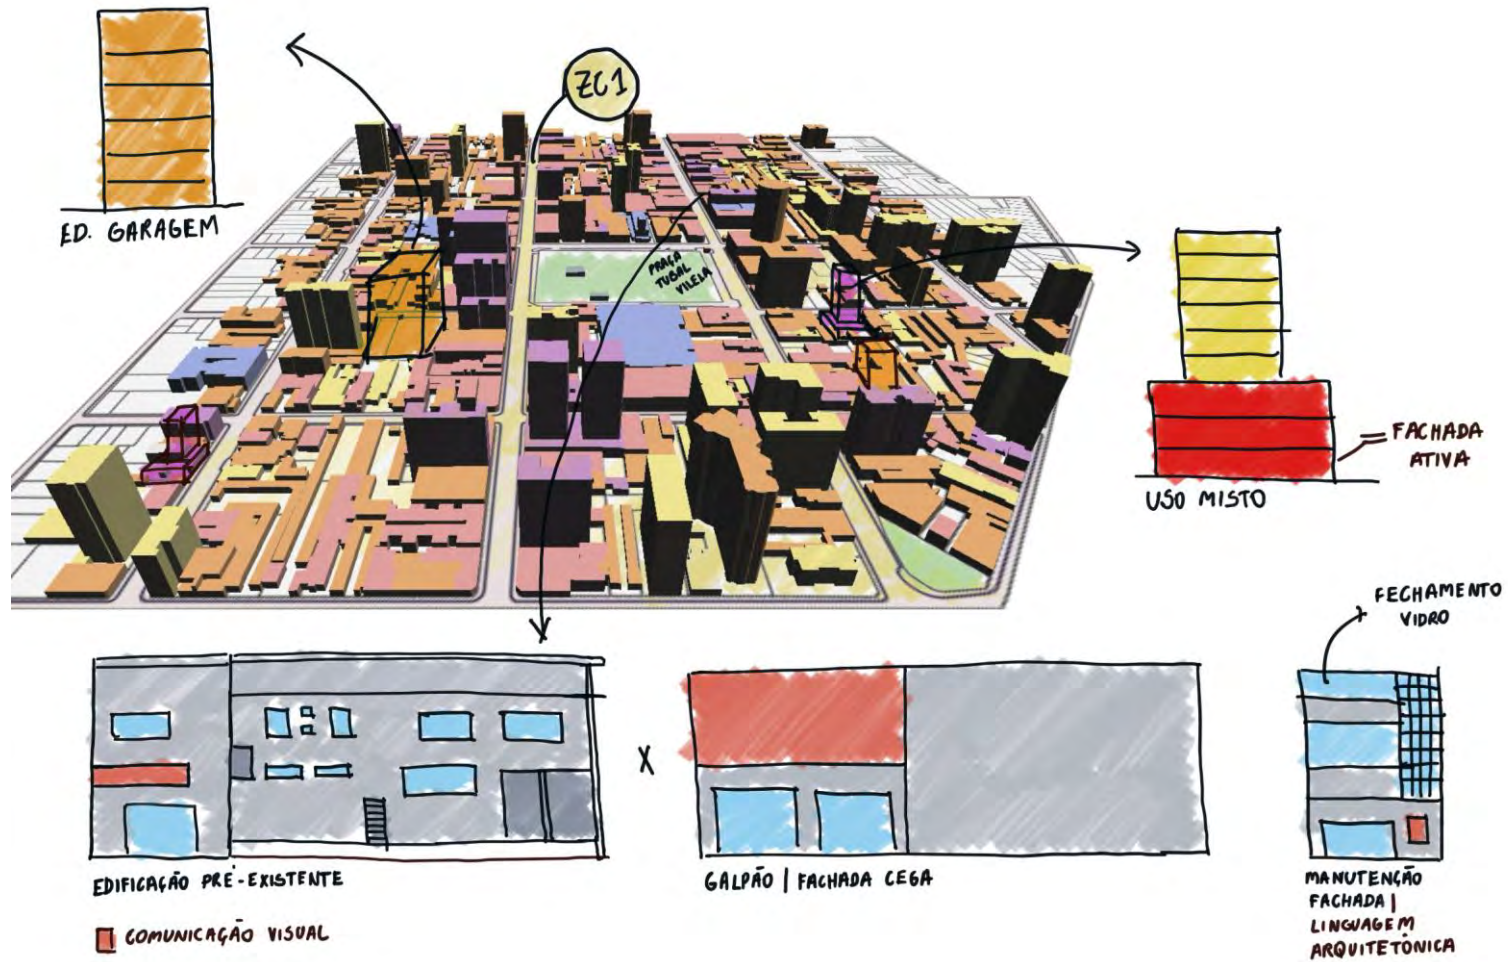 ZC1
ED. GARAGEM
PRAÇA
TUBAL
VILELA
FACHADA
ATIVA
USO MISTO
FECHAMENTO
VIDRO
X
EDIFICAÇÃO PRÉ-EXISTENTE
GALPÃO | FACHADA CEGA
MANUTENÇÃO
FACHADA |
LINGUAGEM
ARQUITETÔNICA
COMUNICAÇÃO VISUAL